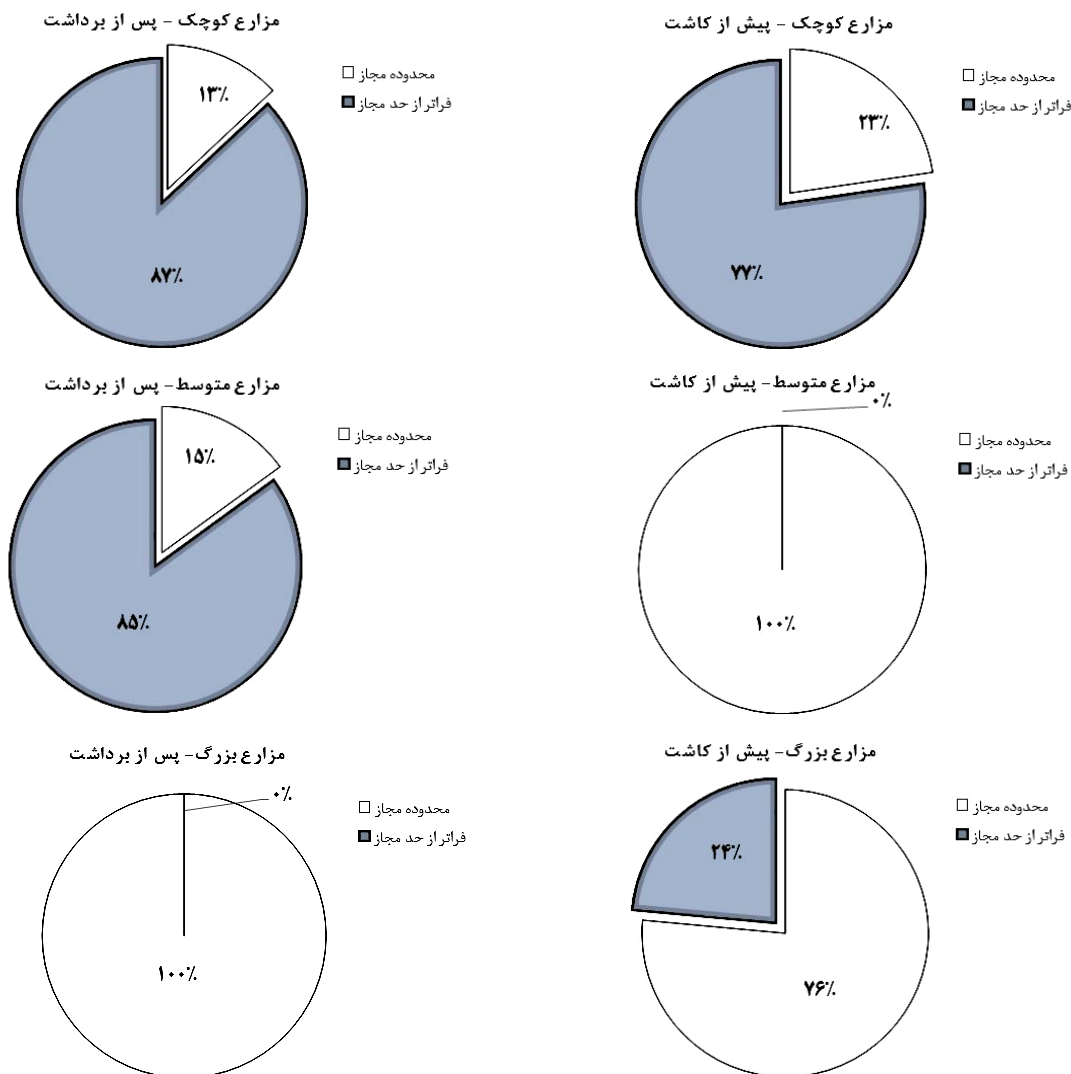 مزارع کوچک – پیش از کاشت
محدوده مجاز
فراتر از حد مجاز
۲۳٪
۷۷٪
مزارع کوچک – پس از برداشت
محدوده مجاز
فراتر از حد مجاز
۱۳٪
۸۷٪
مزارع متوسط- پیش از کاشت
۰٪
محدوده مجاز
فراتر از حد مجاز
۱۰۰٪
مزارع متوسط- پس از برداشت
محدوده مجاز
فراتر از حد مجاز
۱۵٪
۸۵٪
مزارع بزرگ- پیش از کاشت
محدوده مجاز
فراتر از حد مجاز
۲۴٪
۷۶٪
مزارع بزرگ- پس از برداشت
۰٪
محدوده مجاز
فراتر از حد مجاز
۱۰۰٪